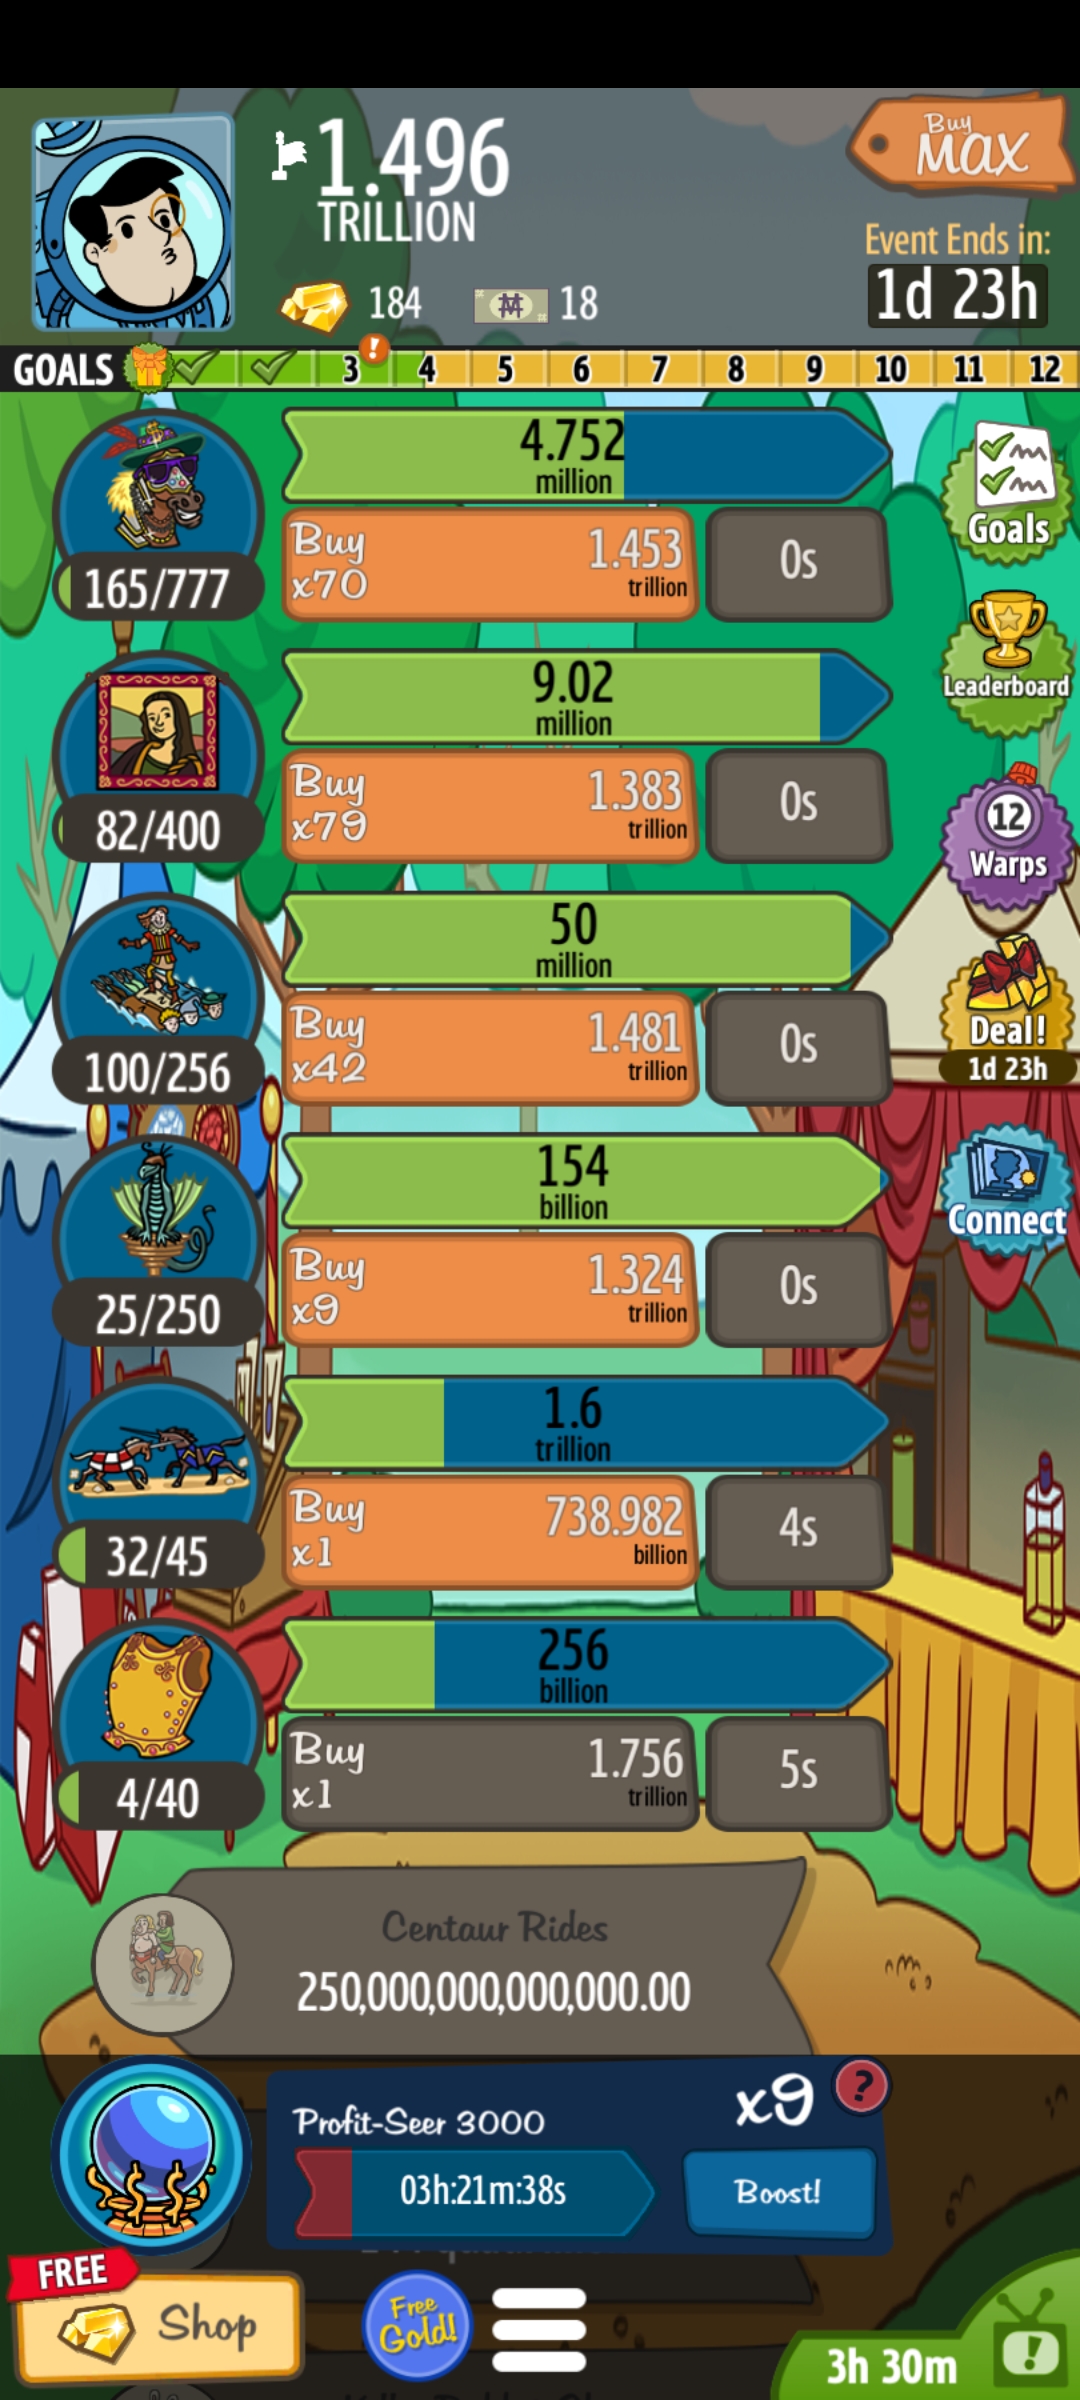 1.496
TRILLION
Buy
MAX
184
18
Event Ends in:
1d 23h
GOALS 3 ! 4 5 6 7 8 9 10 11 12
4.752
million
Buy
x70
1.453
trillion
0s
165/777
Goals
9.02
million
Buy
x79
1.383
trillion
0s
82/400
Leaderboard
12
Warps
50
million
Buy
x42
1.481
trillion
0s
100/256
Deal!
1d 23h
154
billion
Buy
x9
1.324
trillion
0s
25/250
Connect
1.6
trillion
Buy
x1
738.982
billion
4s
32/45
256
billion
Buy
x1
1.756
trillion
5s
4/40
Centaur Rides
250,000,000,000,000.00
Profit-Seer 3000
x9
?
03h:21m:38s
Boost!
FREE
Shop
Free
Gold!
3h 30m
!